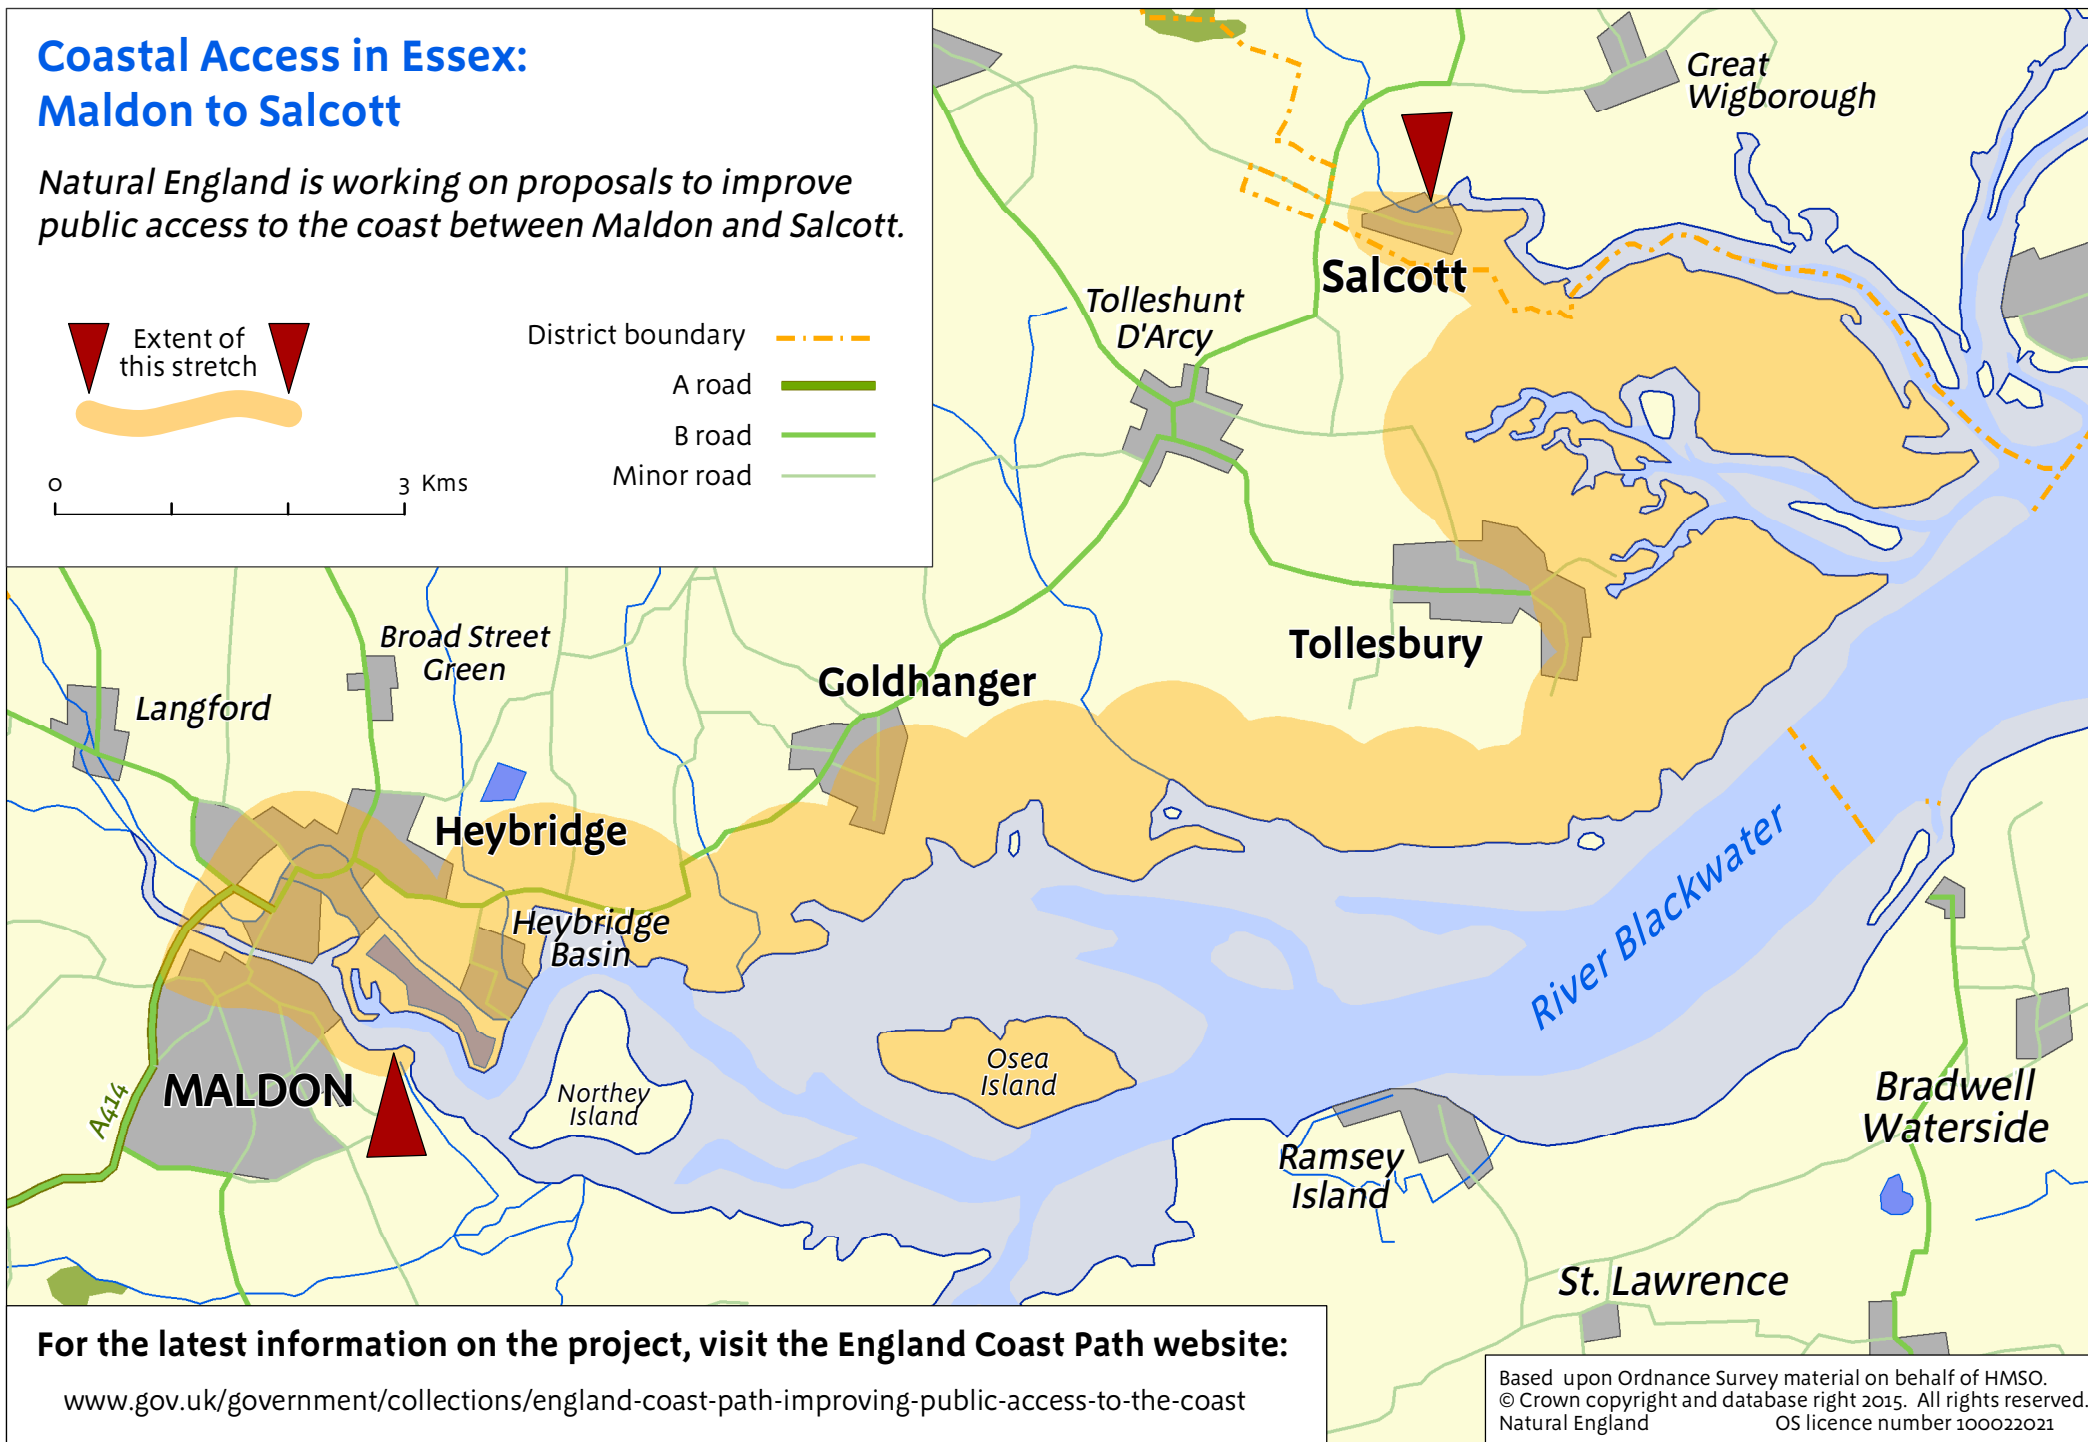 Coastal Access in Essex:
Maldon to Salcott
Natural England is working on proposals to improve
public access to the coast between Maldon and Salcott.
Extent of
this stretch
0
3 Kms
District boundary
A road
B road
Minor road
Great
Wigborough
Salcott
Tolleshunt
D'Arcy
Tollesbury
Broad Street
Green
Langford
Goldhanger
Heybridge
Heybridge
Basin
River Blackwater
MALDON
A414
Northey
Island
Osea
Island
Ramsey
Island
Bradwell
Waterside
St. Lawrence
For the latest information on the project, visit the England Coast Path website:
www.gov.uk/government/collections/england-coast-path-improving-public-access-to-the-coast
Based upon Ordnance Survey material on behalf of HMSO.
© Crown copyright and database right 2015. All rights reserved.
Natural England OS licence number 100022021